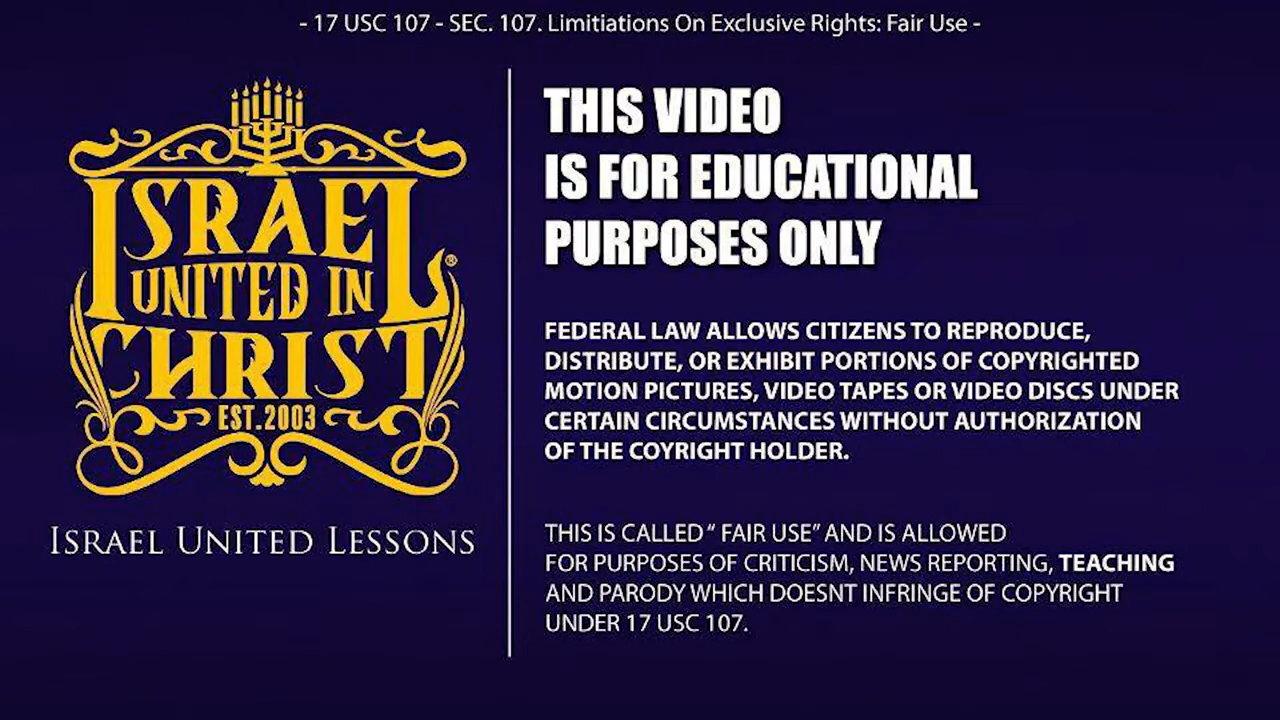 - 17 USC 107 - SEC. 107. Limitiations On Exclusive Rights: Fair Use -
ISRAEL
UNITED IN
CHRIST
EST.2003
®
ISRAEL UNITED LESSONS
THIS VIDEO
IS FOR EDUCATIONAL
PURPOSES ONLY
FEDERAL LAW ALLOWS CITIZENS TO REPRODUCE,
DISTRIBUTE, OR EXHIBIT PORTIONS OF COPYRIGHTED
MOTION PICTURES, VIDEO TAPES OR VIDEO DISCS UNDER
CERTAIN CIRCUMSTANCES WITHOUT AUTHORIZATION
OF THE COYRIGHT HOLDER.
THIS IS CALLED “ FAIR USE” AND IS ALLOWED
FOR PURPOSES OF CRITICISM, NEWS REPORTING, TEACHING
AND PARODY WHICH DOESNT INFRINGE OF COPYRIGHT
UNDER 17 USC 107.